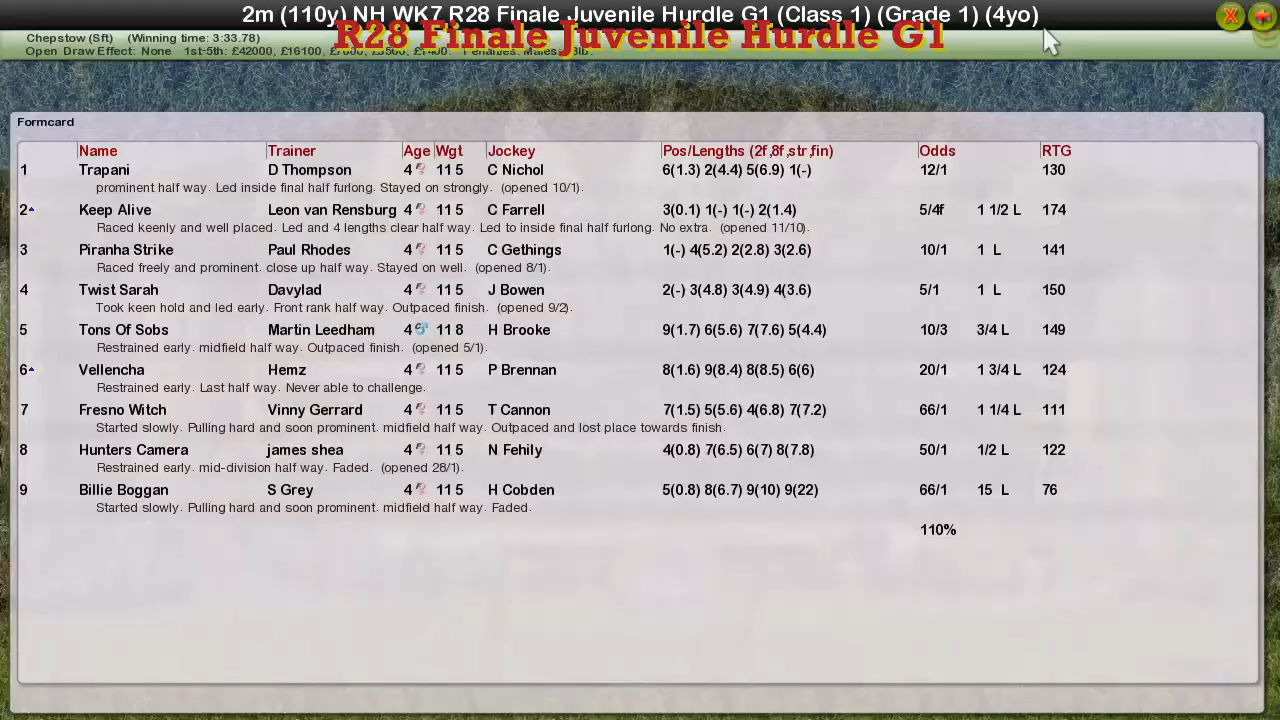 2m (110y) NH WK7 R28 Finale Juvenile Hurdle G1 (Class 1) (Grade 1) (4yo)
R28 Finale Juvenile Hurdle G1
Chepstow (Sft) (Winning time: 3:33.78)
Open Draw Effect: None 1st-5th: £42000, £16100, £7000, £3500, £1400. Penalties: Males, 3lb.
Formcard
Name Trainer Age Wgt Jockey Pos/Lengths (2f,8f,str,fin) Odds RTG
1 Trapani D Thompson 4 11 5 C Nichol 6(1.3) 2(4.4) 5(6.9) 1(-) 12/1 130
prominent half way. Led inside final half furlong. Stayed on strongly. (opened 10/1).
2 Keep Alive Leon van Rensburg 4 11 5 C Farrell 3(0.1) 1(-) 1(-) 2(1.4) 5/4f 1 1/2 L 174
Raced keenly and well placed. Led and 4 lengths clear half way. Led to inside final half furlong. No extra. (opened 11/10).
3 Piranha Strike Paul Rhodes 4 11 5 C Gethings 1(-) 4(5.2) 2(2.8) 3(2.6) 10/1 1 L 141
Raced freely and prominent. close up half way. Stayed on well. (opened 8/1).
4 Twist Sarah Davylad 4 11 5 J Bowen 2(-) 3(4.8) 3(4.9) 4(3.6) 5/1 1 L 150
Took keen hold and led early. Front rank half way. Outpaced finish. (opened 9/2).
5 Tons Of Sobs Martin Leedham 4 11 8 H Brooke 9(1.7) 6(5.6) 7(7.6) 5(4.4) 10/3 3/4 L 149
Restrained early. midfield half way. Outpaced finish. (opened 5/1).
6 Vellencha Hemz 4 11 5 P Brennan 8(1.6) 9(8.4) 8(8.5) 6(6) 20/1 1 3/4 L 124
Restrained early. Last half way. Never able to challenge.
7 Fresno Witch Vinny Gerrard 4 11 5 T Cannon 7(1.5) 5(5.6) 4(6.8) 7(7.2) 66/1 1 1/4 L 111
Started slowly. Pulling hard and soon prominent. midfield half way. Outpaced and lost place towards finish.
8 Hunters Camera james shea 4 11 5 N Fehily 4(0.8) 7(6.5) 6(7) 8(7.8) 50/1 1/2 L 122
Restrained early. mid-division half way. Faded. (opened 28/1).
9 Billie Boggan S Grey 4 11 5 H Cobden 5(0.8) 8(6.7) 9(10) 9(22) 66/1 15 L 76
Started slowly. Pulling hard and soon prominent. midfield half way. Faded.
110%